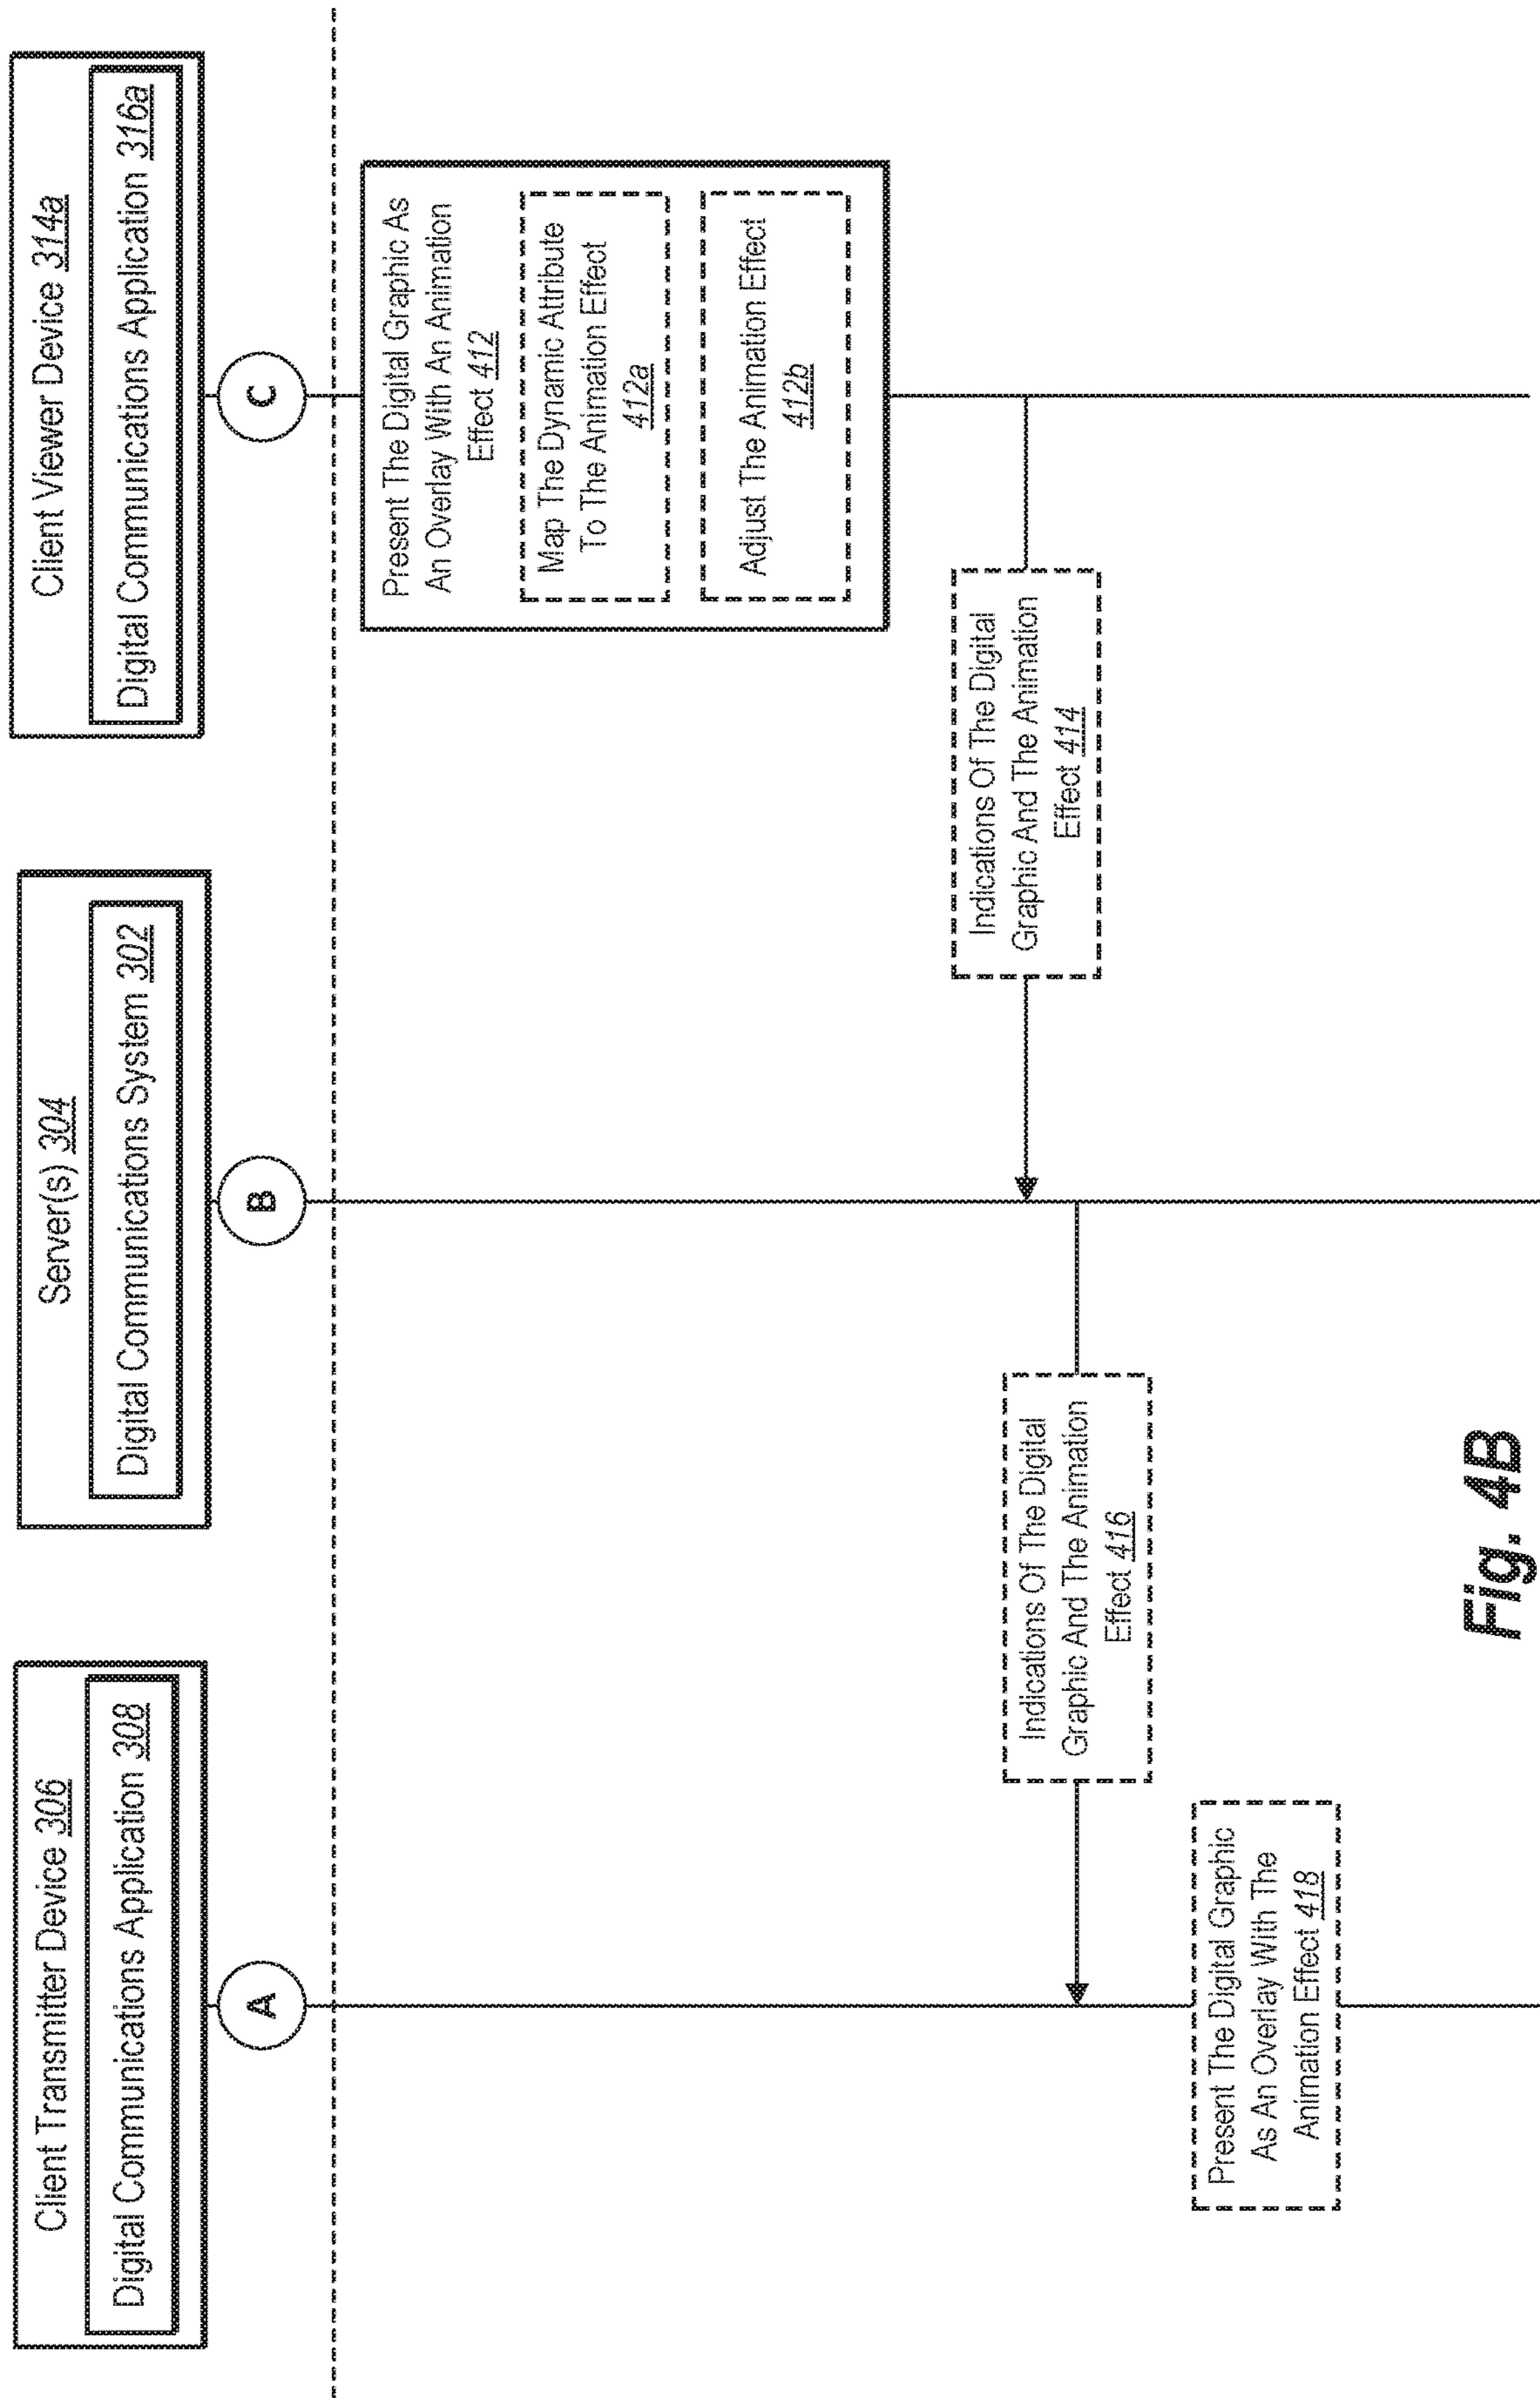 Client Transmitter Device 306
Digital Communications Application 308
Server(s) 304
Digital Communications System 302
Client Viewer Device 314a
Digital Communications Application 316a
A
B
C
Present The Digital Graphic As
An Overlay With An Animation
Effect 412
Map The Dynamic Attribute
To The Animation Effect
412a
Adjust The Animation Effect
412b
Indications Of The Digital
Graphic And The Animation
Effect 414
Indications Of The Digital
Graphic And The Animation
Effect 416
Present The Digital Graphic
As An Overlay With The
Animation Effect 418
Fig. 4B